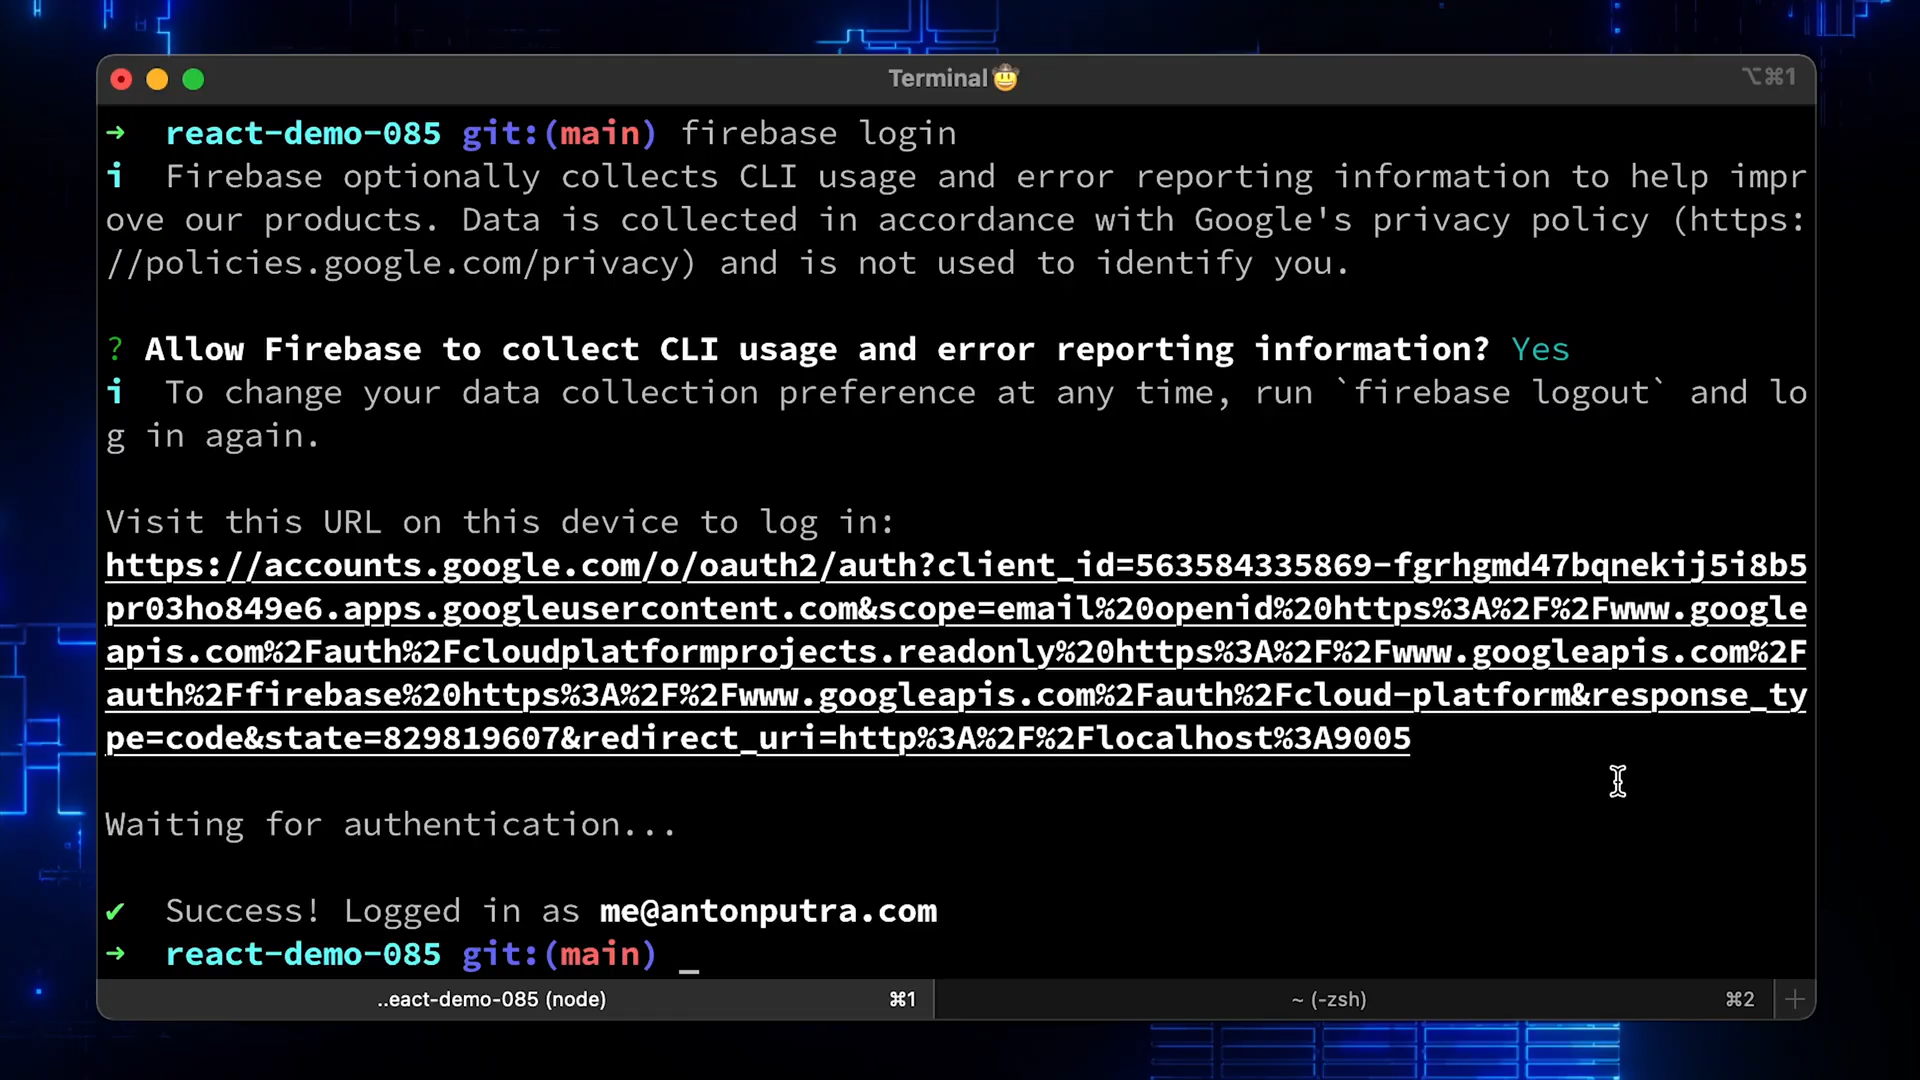 Terminal🤠
⌥⌘1
→ react-demo-085 git:(main) firebase login
i Firebase optionally collects CLI usage and error reporting information to help impr
ove our products. Data is collected in accordance with Google's privacy policy (https:
//policies.google.com/privacy) and is not used to identify you.
? Allow Firebase to collect CLI usage and error reporting information? Yes
i To change your data collection preference at any time, run `firebase logout` and lo
g in again.
Visit this URL on this device to log in:
https://accounts.google.com/o/oauth2/auth?client_id=563584335869-fgrhgmd47bqnekij5i8b5
pr03ho849e6.apps.googleusercontent.com&scope=email%20openid%20https%3A%2F%2Fwww.google
apis.com%2Fauth%2Fcloudplatformprojects.readonly%20https%3A%2F%2Fwww.googleapis.com%2F
auth%2Ffirebase%20https%3A%2F%2Fwww.googleapis.com%2Fauth%2Fcloud-platform&response_ty
pe=code&state=829819607&redirect_uri=http%3A%2F%2Flocalhost%3A9005
Waiting for authentication...
✔ Success! Logged in as me@antonputra.com
→ react-demo-085 git:(main) _
..eact-demo-085 (node) ⌘1
~ (-zsh) ⌘2 +